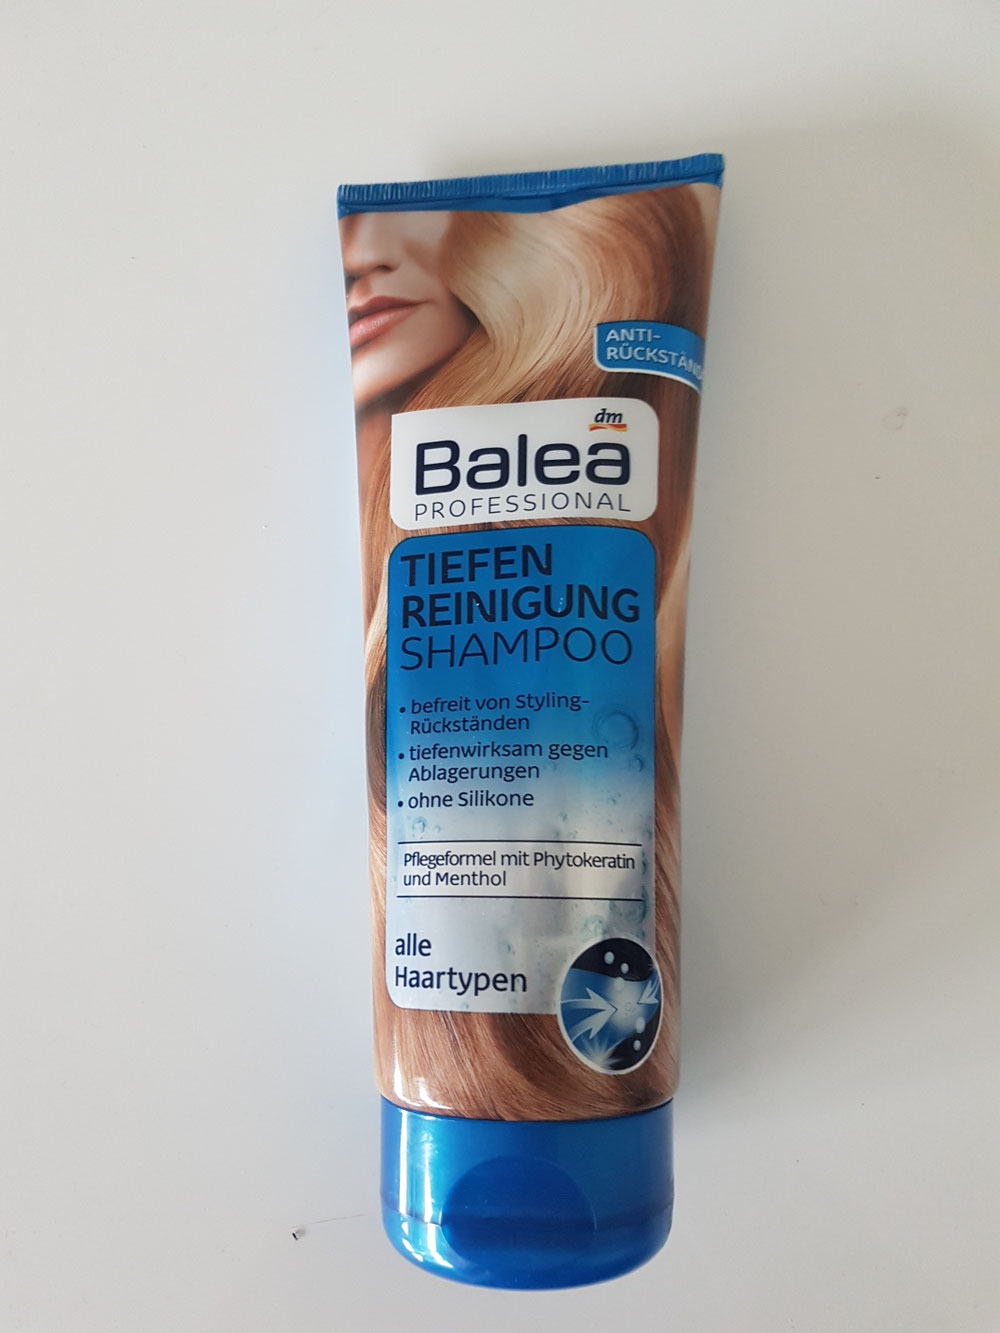 ANTI-
dm
Balea
PROFESSIONAL
TIEFEN
REINIGUNG
SHAMPOO
• befreit von Styling-
Rückständen
• tiefenwirksam gegen
Ablagerungen
• ohne Silikone
Pflegeformel mit Phytokeratin
und Menthol
alle
Haartypen